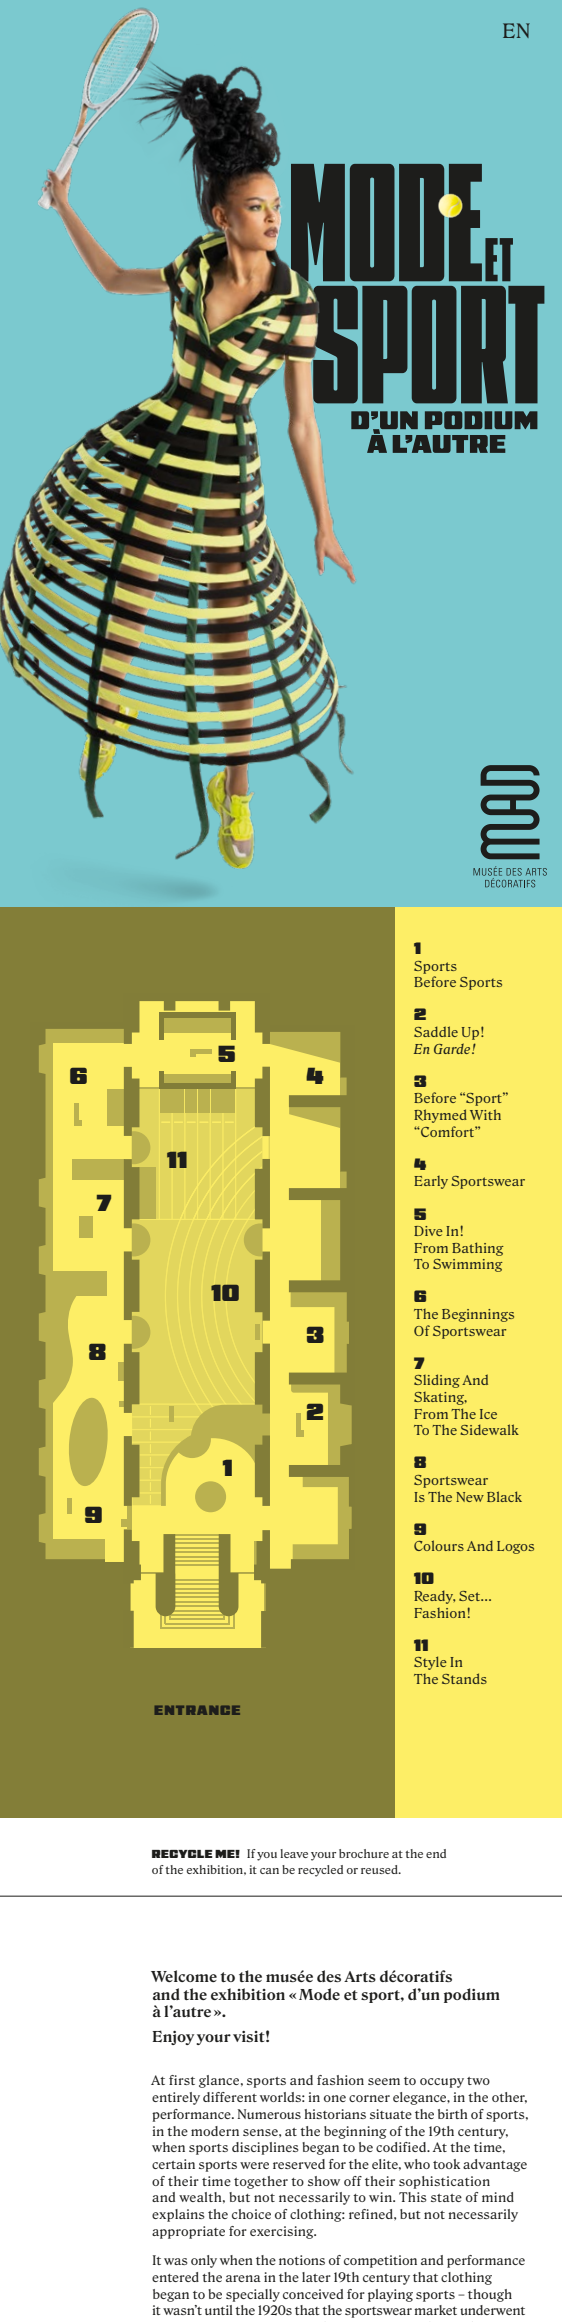 EN
MODE
ET
SPORT
D'UN PODIUM
À L'AUTRE
MAD
MUSÉE DES ARTS
DÉCORATIFS
6
5
4
11
7
10
3
8
2
1
9
ENTRANCE
1
Sports
Before Sports
2
Saddle Up!
En Garde!
3
Before “Sport”
Rhymed With
“Comfort”
4
Early Sportswear
5
Dive In!
From Bathing
To Swimming
6
The Beginnings
Of Sportswear
7
Sliding And
Skating,
From The Ice
To The Sidewalk
8
Sportswear
Is The New Black
9
Colours And Logos
10
Ready, Set...
Fashion!
11
Style In
The Stands
RECYCLE ME! If you leave your brochure at the end
of the exhibition, it can be recycled or reused.
Welcome to the musée des Arts décoratifs
and the exhibition « Mode et sport, d’un podium
à l’autre ».
Enjoy your visit!
At first glance, sports and fashion seem to occupy two
entirely different worlds: in one corner elegance, in the other,
performance. Numerous historians situate the birth of sports,
in the modern sense, at the beginning of the 19th century,
when sports disciplines began to be codified. At the time,
certain sports were reserved for the elite, who took advantage
of their time together to show off their sophistication
and wealth, but not necessarily to win. This state of mind
explains the choice of clothing: refined, but not necessarily
appropriate for exercising.
It was only when the notions of competition and performance
entered the arena in the later 19th century that clothing
began to be specially conceived for playing sports – though
it wasn’t until the 1920s that the sportswear market underwent